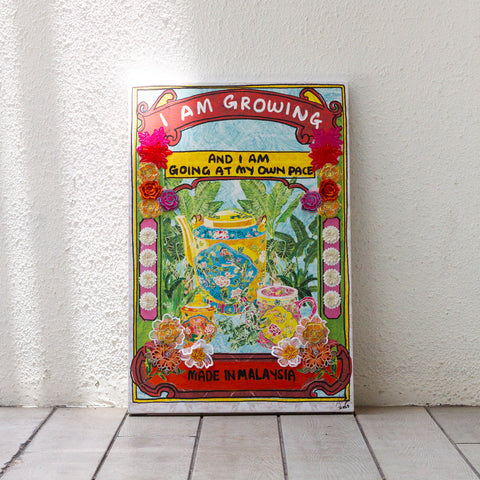 I AM GROWING
AND I AM
GOING AT MY OWN PACE
MADE IN MALAYSIA